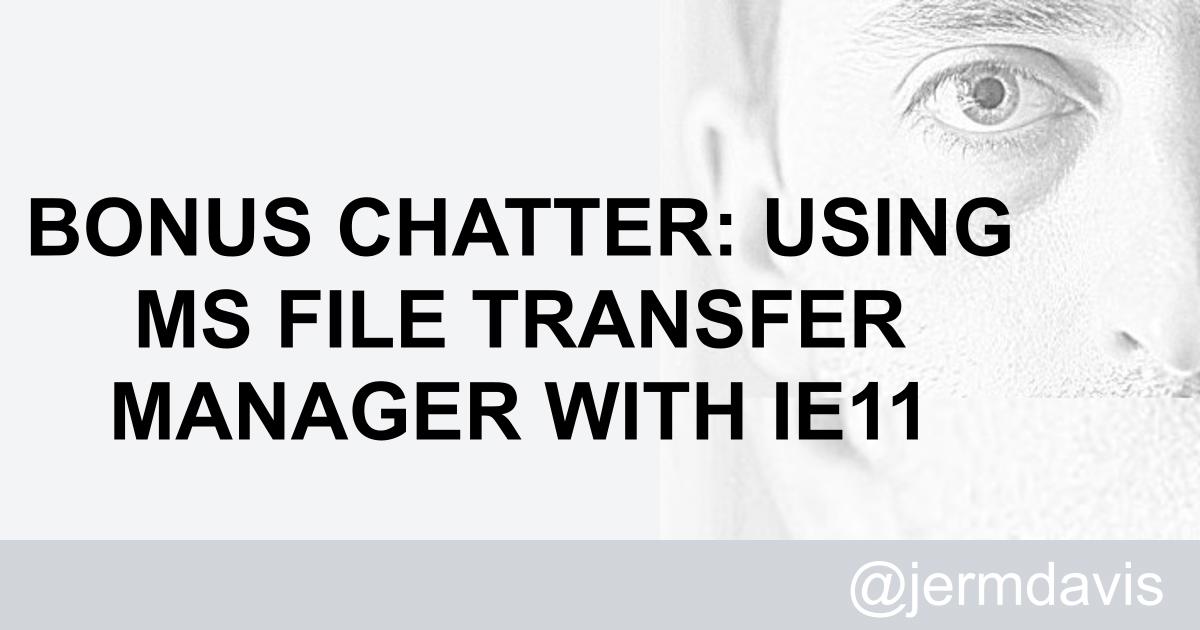 BONUS CHATTER: USING
MS FILE TRANSFER
MANAGER WITH IE11
@jermdavis